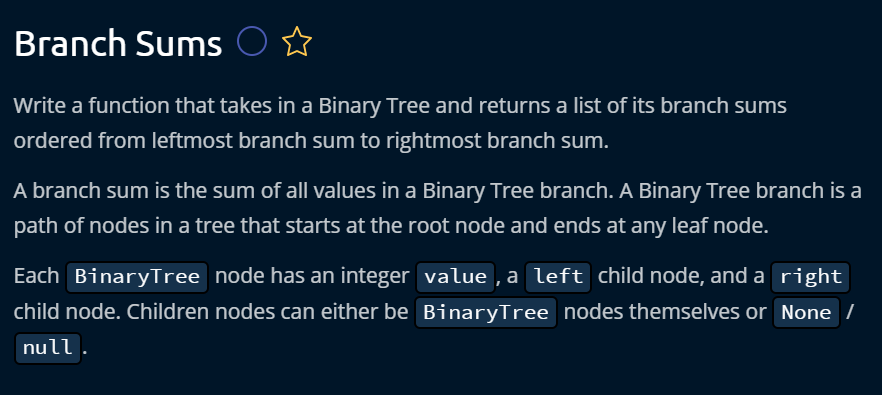 Branch Sums
Write a function that takes in a Binary Tree and returns a list of its branch sums
ordered from leftmost branch sum to rightmost branch sum.
A branch sum is the sum of all values in a Binary Tree branch. A Binary Tree branch is a
path of nodes in a tree that starts at the root node and ends at any leaf node.
Each BinaryTree node has an integer value, a left child node, and a right
child node. Children nodes can either be BinaryTree nodes themselves or None /
null.